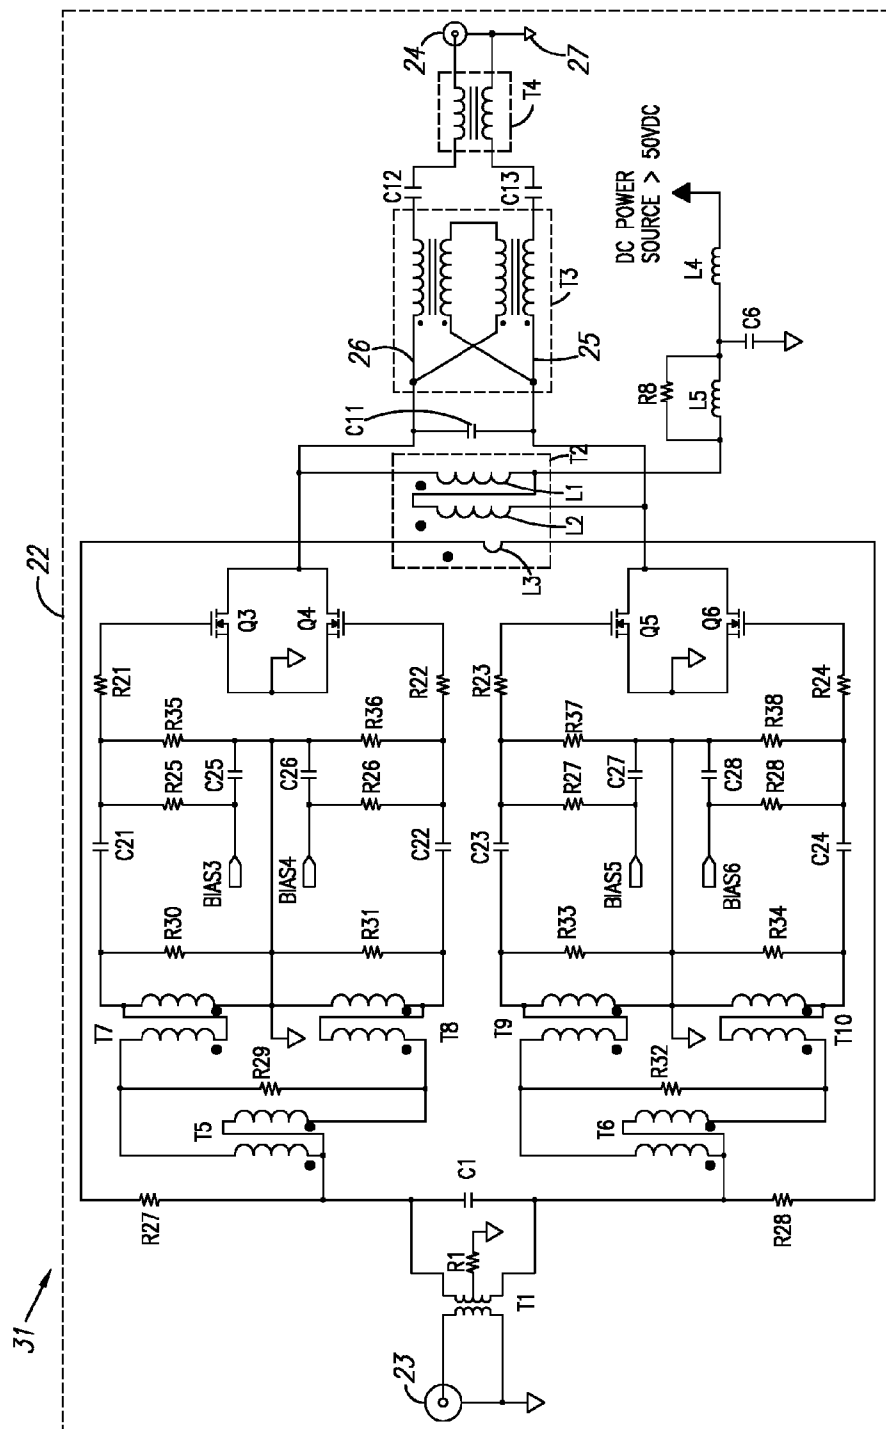 31
22
23
T1
R1
C1
R27
R28
T5
T6
R29
R32
T7
T8
T9
T10
R30
R31
R33
R34
BIAS3
BIAS4
BIAS5
BIAS6
C21
C22
C23
C24
R25
R26
R27
R28
C25
C26
C27
C28
R35
R36
R37
R38
R21
R22
R23
R24
Q3
Q4
Q5
Q6
L3
L2
L1
T2
C11
26
25
T3
C12
C13
T4
24
27
R8
L5
C6
L4
DC POWER
SOURCE > 50VDC